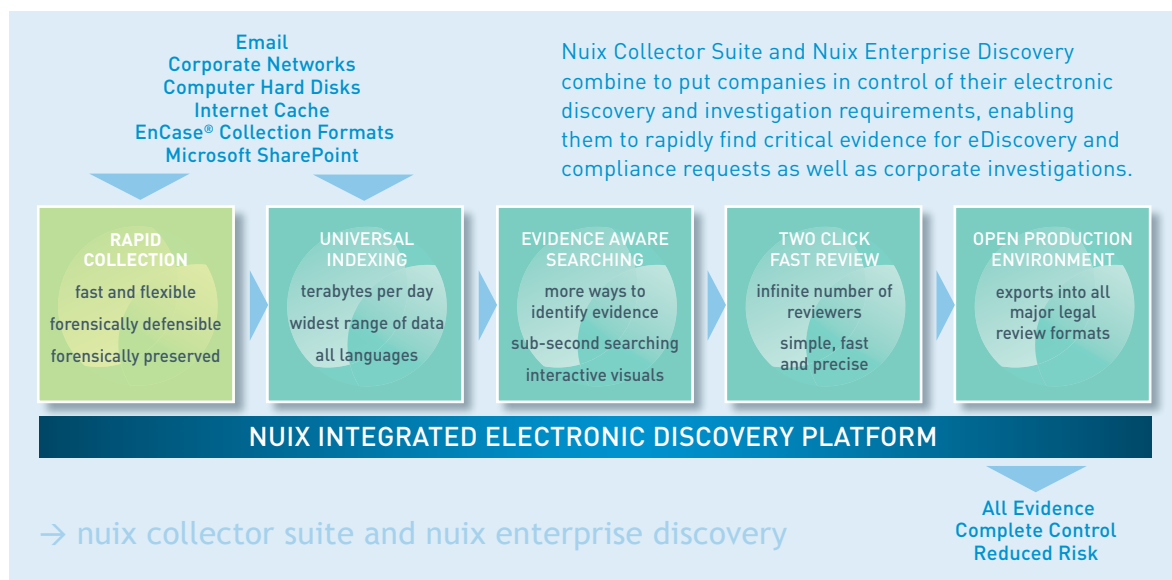 Email
Corporate Networks
Computer Hard Disks
Internet Cache
EnCase® Collection Formats
Microsoft SharePoint
Nuix Collector Suite and Nuix Enterprise Discovery
combine to put companies in control of their electronic
discovery and investigation requirements, enabling
them to rapidly find critical evidence for eDiscovery and
compliance requests as well as corporate investigations.
RAPID
COLLECTION
fast and flexible
forensically defensible
forensically preserved
UNIVERSAL
INDEXING
terabytes per day
widest range of data
all languages
EVIDENCE AWARE
SEARCHING
more ways to
identify evidence
sub-second searching
interactive visuals
TWO CLICK
FAST REVIEW
infinite number of
reviewers
simple, fast
and precise
OPEN PRODUCTION
ENVIRONMENT
exports into all
major legal
review formats
NUIX INTEGRATED ELECTRONIC DISCOVERY PLATFORM
→ nuix collector suite and nuix enterprise discovery
All Evidence
Complete Control
Reduced Risk